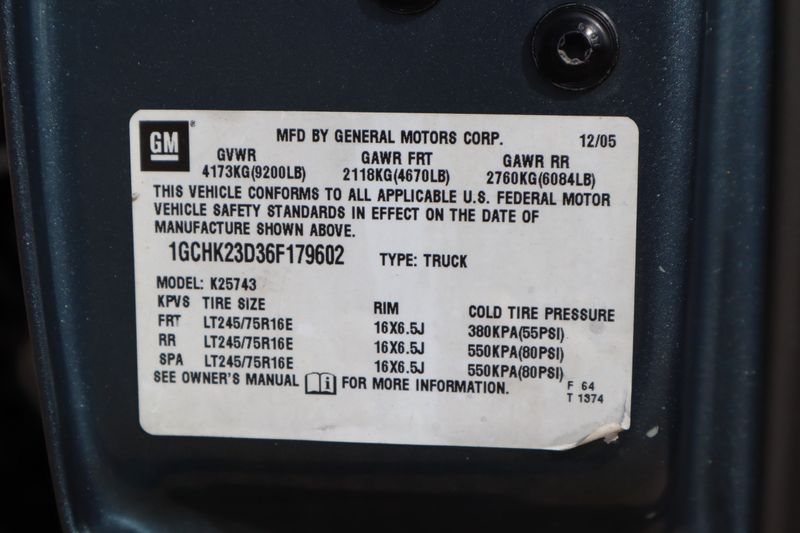 GM
MFD BY GENERAL MOTORS CORP. 12/05
GVWR GAWR FRT GAWR RR
4173KG(9200LB) 2118KG(4670LB) 2760KG(6084LB)
THIS VEHICLE CONFORMS TO ALL APPLICABLE U.S. FEDERAL MOTOR
VEHICLE SAFETY STANDARDS IN EFFECT ON THE DATE OF
MANUFACTURE SHOWN ABOVE.
1GCHK23D36F179602 TYPE: TRUCK
MODEL: K25743
KPVS TIRE SIZE RIM COLD TIRE PRESSURE
FRT LT245/75R16E 16X6.5J 380KPA(55PSI)
RR LT245/75R16E 16X6.5J 550KPA(80PSI)
SPA LT245/75R16E 16X6.5J 550KPA(80PSI)
SEE OWNER'S MANUAL FOR MORE INFORMATION.
F 64
T 1374